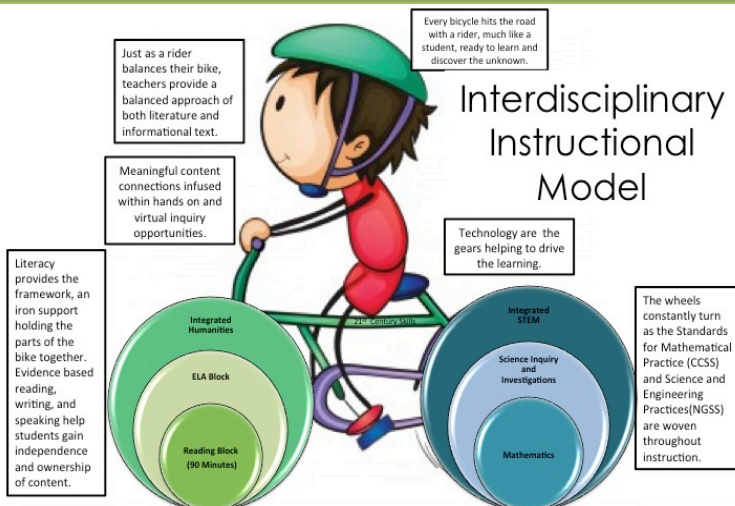 Every bicycle hits the road
with a rider, much like a
student, ready to learn and
discover the unknown.
Just as a rider
balances their bike,
teachers provide a
balanced approach of
both literature and
informational text.
Interdisciplinary
Instructional
Model
Meaningful content
connections infused
within hands on and
virtual inquiry
opportunities.
Technology are the
gears helping to drive
the learning.
Literacy
provides the
framework, an
iron support
holding the
parts of the
bike together.
Evidence based
reading,
writing, and
speaking help
students gain
independence
and ownership
of content.
Integrated
Humanities
ELA Block
Reading Block
(90 Minutes)
21st Century Skills
Integrated
STEM
Science Inquiry
and
Investigations
Mathematics
The wheels
constantly turn
as the Standards
for Mathematical
Practice (CCSS)
and Science and
Engineering
Practices(NGSS)
are woven
throughout
instruction.